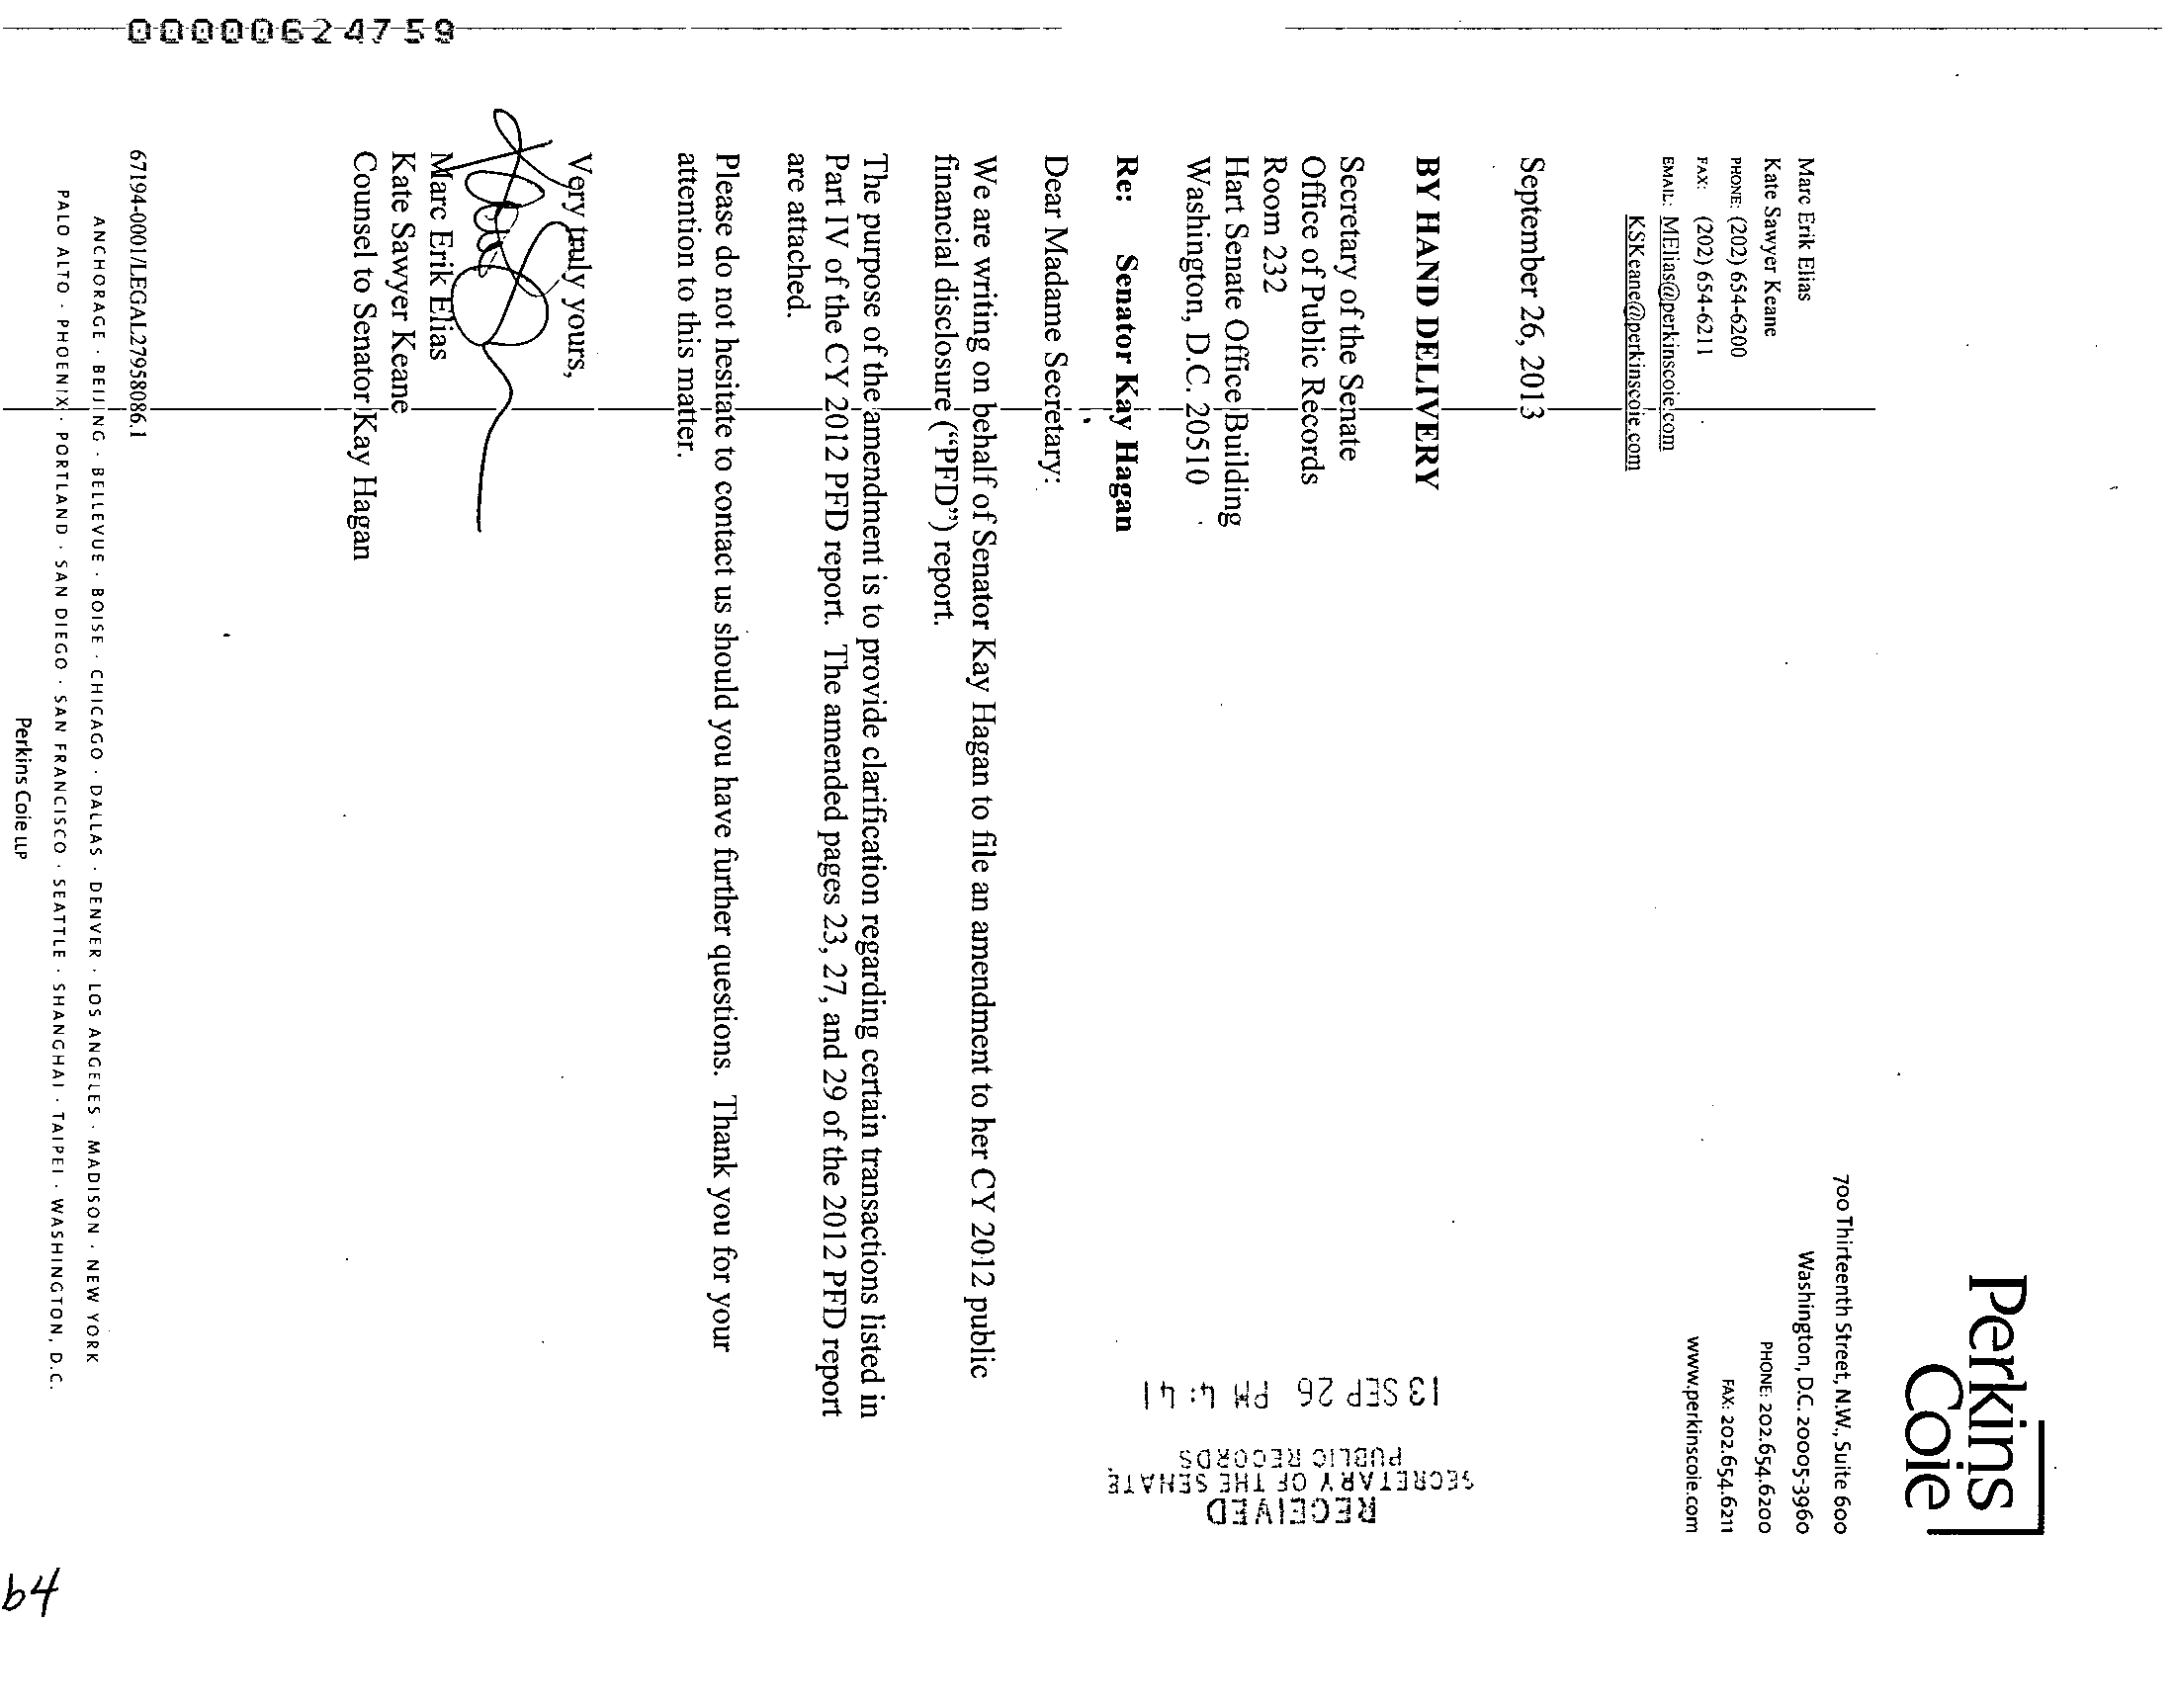 00000624759
Perkins
Coie
Marc Erik Elias
Kate Sawyer Keane
PHONE: (202) 654-6200
FAX: (202) 654-6211
EMAIL: MElias@perkinscoie.com
KSKeane@perkinscoie.com
700 Thirteenth Street, N.W., Suite 600
Washington, D.C. 20005-3960
PHONE: 202.654.6200
FAX: 202.654.6211
www.perkinscoie.com
September 26, 2013
BY HAND DELIVERY
RECEIVED
SECRETARY OF THE SENATE
PUBLIC RECORDS
13 SEP 26 PM 4:41
Secretary of the Senate
Office of Public Records
Room 232
Hart Senate Office Building
Washington, D.C. 20510
Re: Senator Kay Hagan
Dear Madame Secretary:
We are writing on behalf of Senator Kay Hagan to file an amendment to her CY 2012 public
financial disclosure ("PFD") report.
The purpose of the amendment is to provide clarification regarding certain transactions listed in
Part IV of the CY 2012 PFD report. The amended pages 23, 27, and 29 of the 2012 PFD report
are attached.
Please do not hesitate to contact us should you have further questions. Thank you for your
attention to this matter.
Very truly yours,
Marc Erik Elias
Kate Sawyer Keane
Counsel to Senator Kay Hagan
67194-0001/LEGAL27958086.1
ANCHORAGE · BEIJING · BELLEVUE · BOISE · CHICAGO · DALLAS · DENVER · LOS ANGELES · MADISON · NEW YORK
PALO ALTO · PHOENIX · PORTLAND · SAN DIEGO · SAN FRANCISCO · SEATTLE · SHANGHAI · TAIPEI · WASHINGTON, D.C.
Perkins Coie LLP